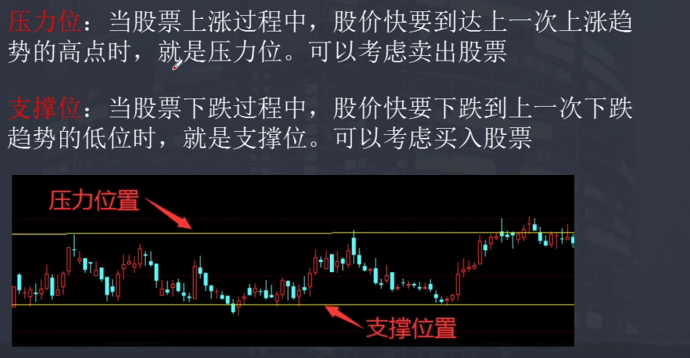 压力位：当股票上涨过程中，股价快要到达上一次上涨趋
势的高点时，就是压力位。可以考虑卖出股票
支撑位：当股票下跌过程中，股价快要下跌到上一次下跌
趋势的低位时，就是支撑位。可以考虑买入股票
压力位置
支撑位置